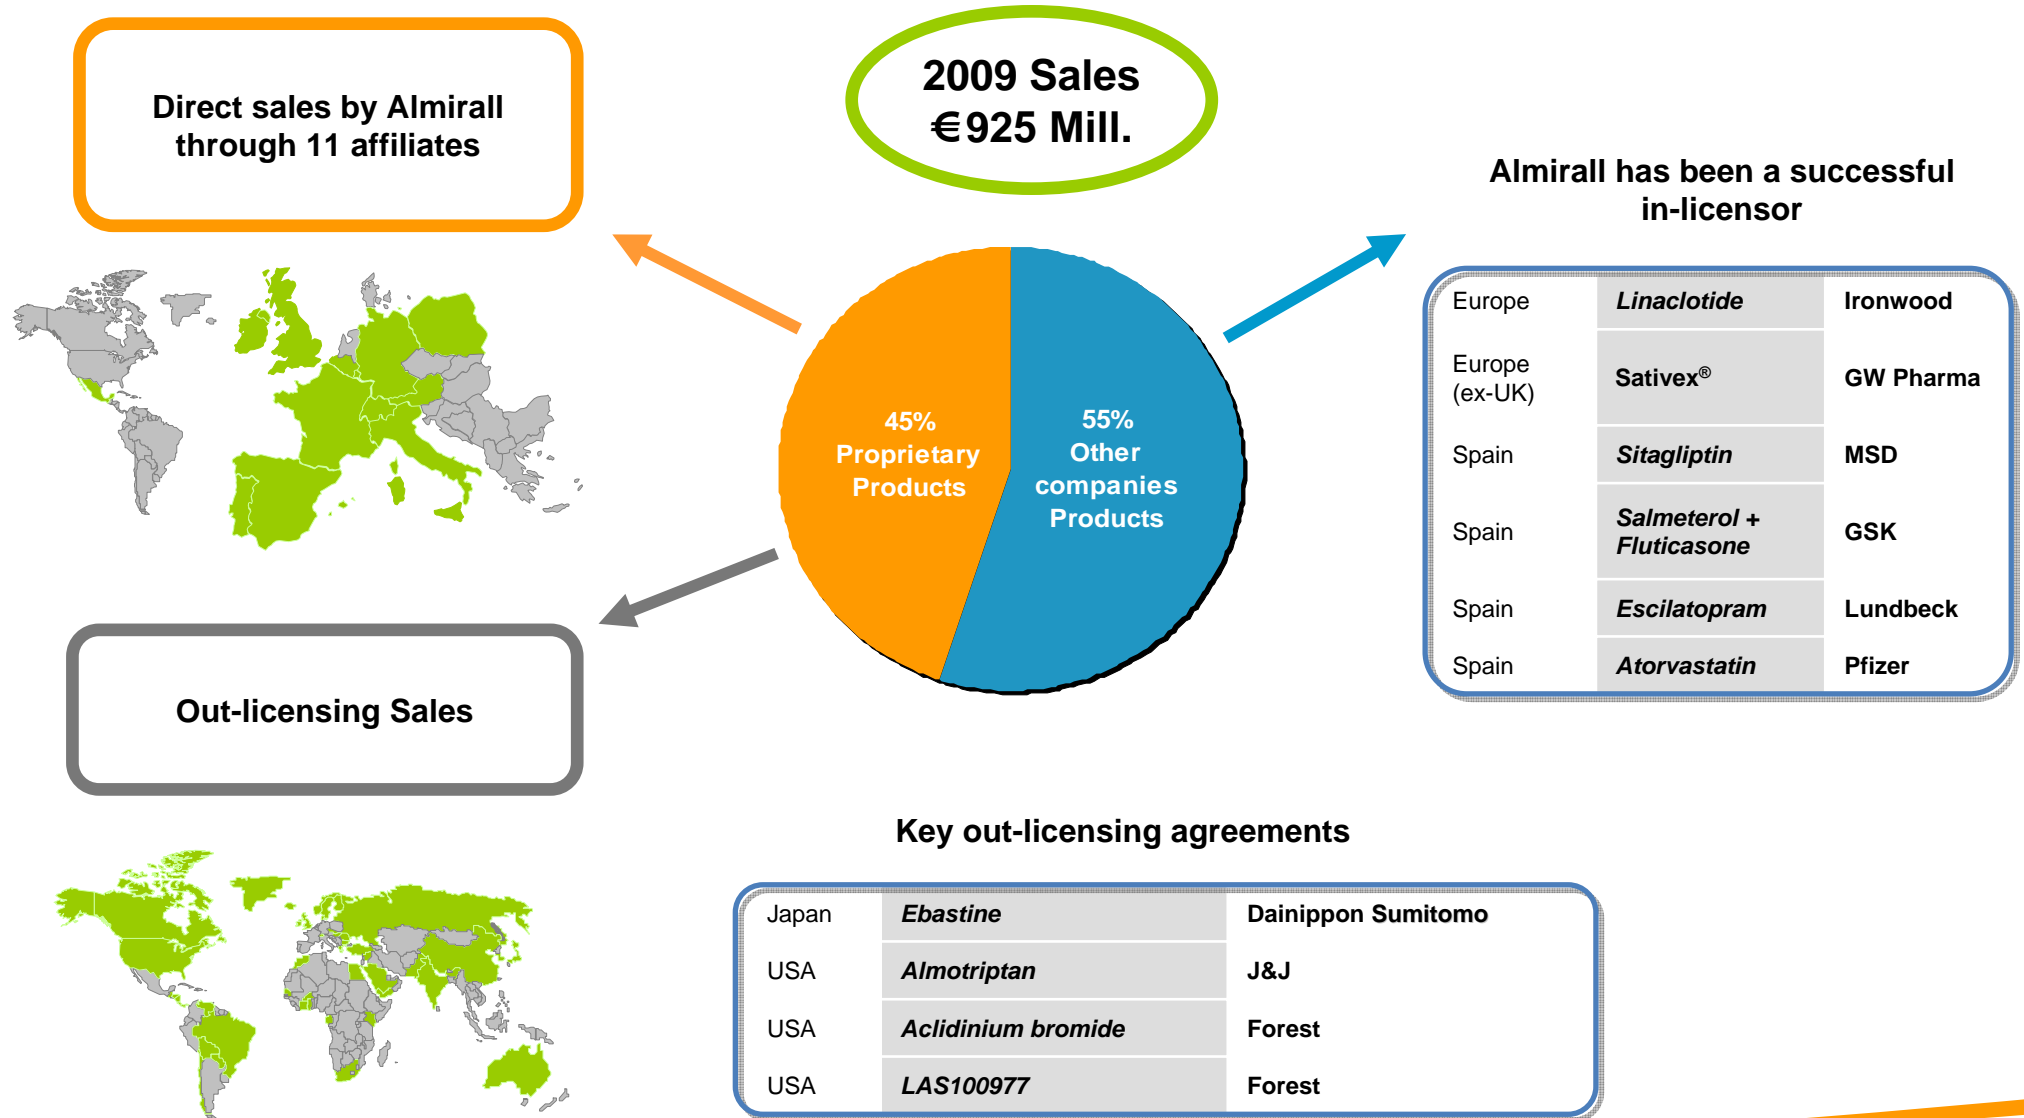 Direct sales by Almirall
through 11 affiliates
2009 Sales
€925 Mill.
Almirall has been a successful
in-licensor
45%
Proprietary
Products
55%
Other
companies
Products
Europe Linaclotide Ironwood
Europe
(ex-UK) Sativex® GW Pharma
Spain Sitagliptin MSD
Spain Salmeterol +
Fluticasone GSK
Spain Escilatopram Lundbeck
Spain Atorvastatin Pfizer
Out-licensing Sales
Key out-licensing agreements
Japan Ebastine Dainippon Sumitomo
USA Almotriptan J&J
USA Aclidinium bromide Forest
USA LAS100977 Forest